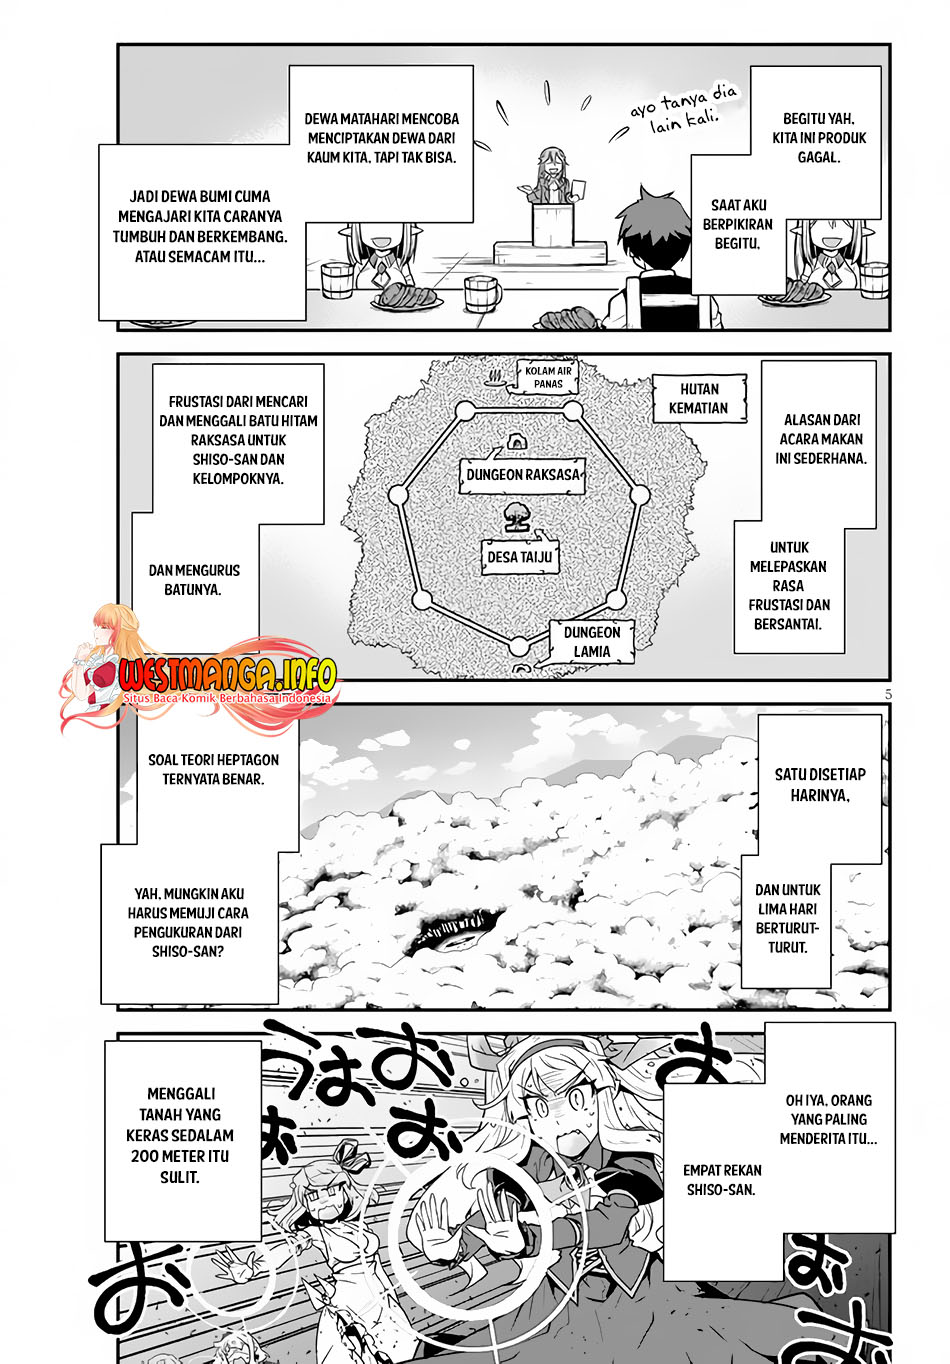 BEGITU YAH,
KITA INI PRODUK
GAGAL.
SAAT AKU
BERPIKIRAN
BEGITU,
ayo tanya dia
lain kali.
DEWA MATAHARI MENCOBA
MENCIPTAKAN DEWA DARI
KAUM KITA, TAPI TAK BISA.
JADI DEWA BUMI CUMA
MENGAJARI KITA CARANYA
TUMBUH DAN BERKEMBANG.
ATAU SEMACAM ITU...
ALASAN DARI
ACARA MAKAN
INI SEDERHANA.
UNTUK
MELEPASKAN
RASA
FRUSTASI DAN
BERSANTAI.
HUTAN
KEMATIAN
KOLAM AIR
PANAS
DUNGEON RAKSASA
DESA TAIJU
DUNGEON
LAMIA
FRUSTASI DARI MENCARI
DAN MENGGALI BATU HITAM
RAKSASA UNTUK
SHISO-SAN DAN
KELOMPOKNYA.
DAN MENGURUS
BATUNYA.
WESTMANGA.INFO
Situs Baca Komik Berbahasa Indonesia
5
SATU DISETIAP
HARINYA,
DAN UNTUK
LIMA HARI
BERTURUT-
TURUT.
SOAL TEORI HEPTAGON
TERNYATA BENAR.
YAH, MUNGKIN AKU
HARUS MEMUJI CARA
PENGUKURAN DARI
SHISO-SAN?
OH IYA, ORANG
YANG PALING
MENDERITA ITU...
EMPAT REKAN
SHISO-SAN.
MENGGALI
TANAH YANG
KERAS SEDALAM
200 METER ITU
SULIT.